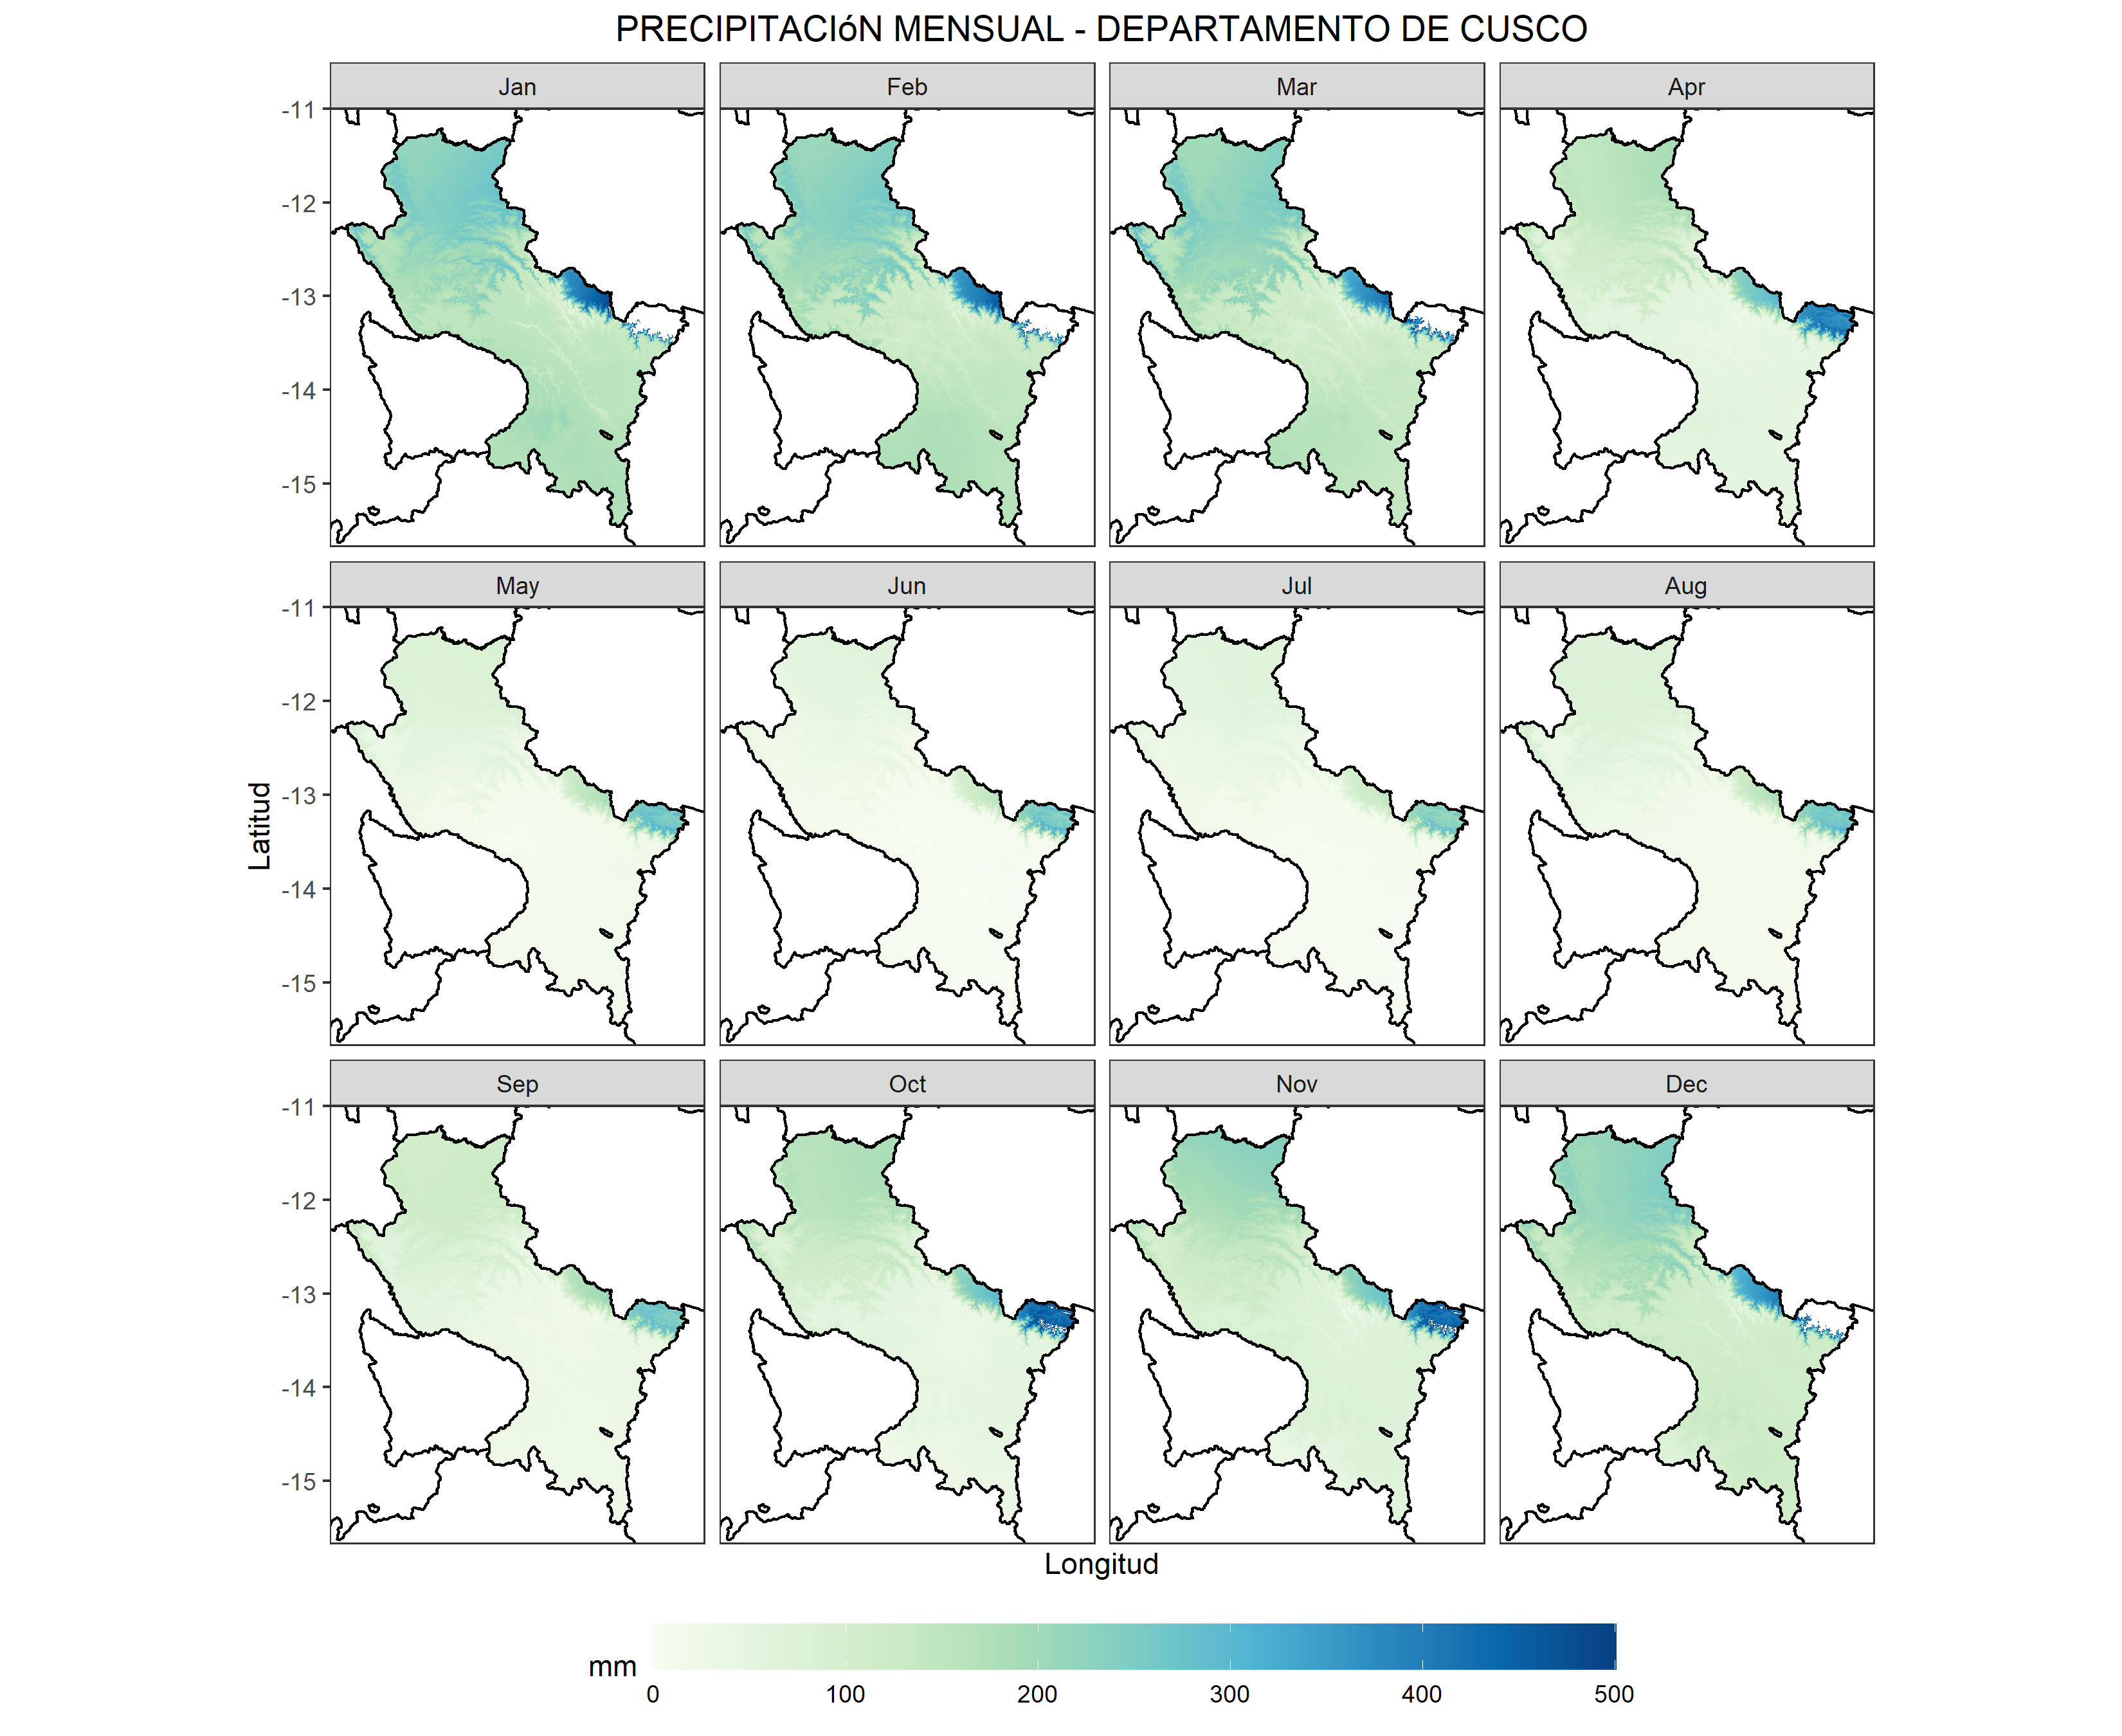 PRECIPITACIóN MENSUAL - DEPARTAMENTO DE CUSCO
Jan Feb Mar Apr
-11
-12
-13
-14
-15
May Jun Jul Aug
-11
-12
-13
-14
-15
Latitud
Sep Oct Nov Dec
-11
-12
-13
-14
-15
Longitud
mm
0 100 200 300 400 500